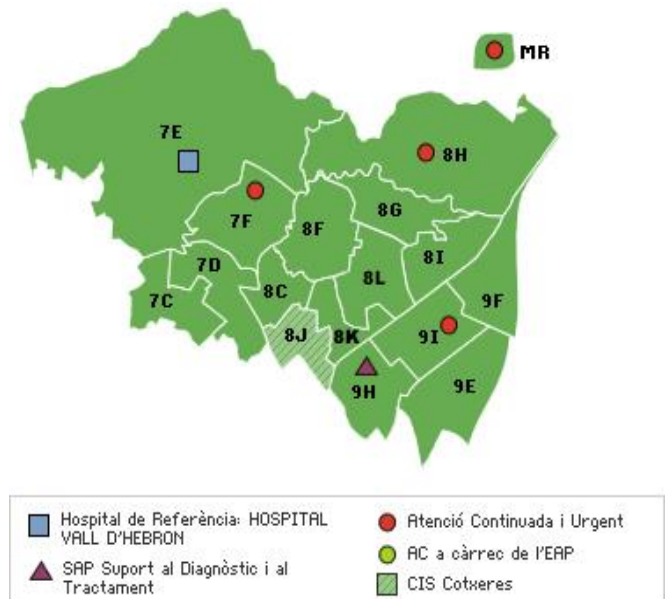 MR
7E
8H
7F
8G
8F
8I
7D
8L
8C
7C
9F
8J
8K
9I
9H
9E
Hospital de Referència: HOSPITAL
VALL D'HEBRON
SAP Suport al Diagnòstic i al
Tractament
Atenció Continuada i Urgent
AC a càrrec de l'EAP
CIS Cotxeres